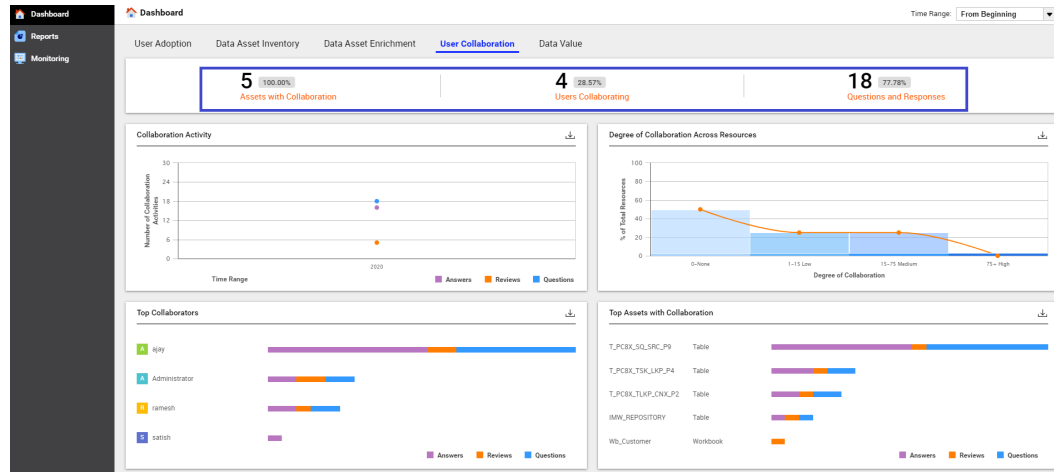 Dashboard
Reports
Monitoring
Dashboard
Time Range: From Beginning
User Adoption Data Asset Inventory Data Asset Enrichment User Collaboration Data Value
5 100.00%
Assets with Collaboration
4 28.57%
Users Collaborating
18 77.78%
Questions and Responses
Collaboration Activity
Number of Collaboration
Activities
30
24
18
12
6
0
2020
Time Range
Answers Reviews Questions
Degree of Collaboration Across Resources
% of Total Resources
100
80
60
40
20
0
0-None 1-15 Low 15-75 Medium 75- High
Degree of Collaboration
Top Collaborators
A ajay
A Administrator
R ramesh
S satish
Answers Reviews Questions
Top Assets with Collaboration
T_PC8X_SQ_SRC_P9 Table
T_PC8X_TSK_LKP_P4 Table
T_PC8X_TLKP_CNX_P2 Table
IMW_REPOSITORY Table
Wb_Customer Workbook
Answers Reviews Questions